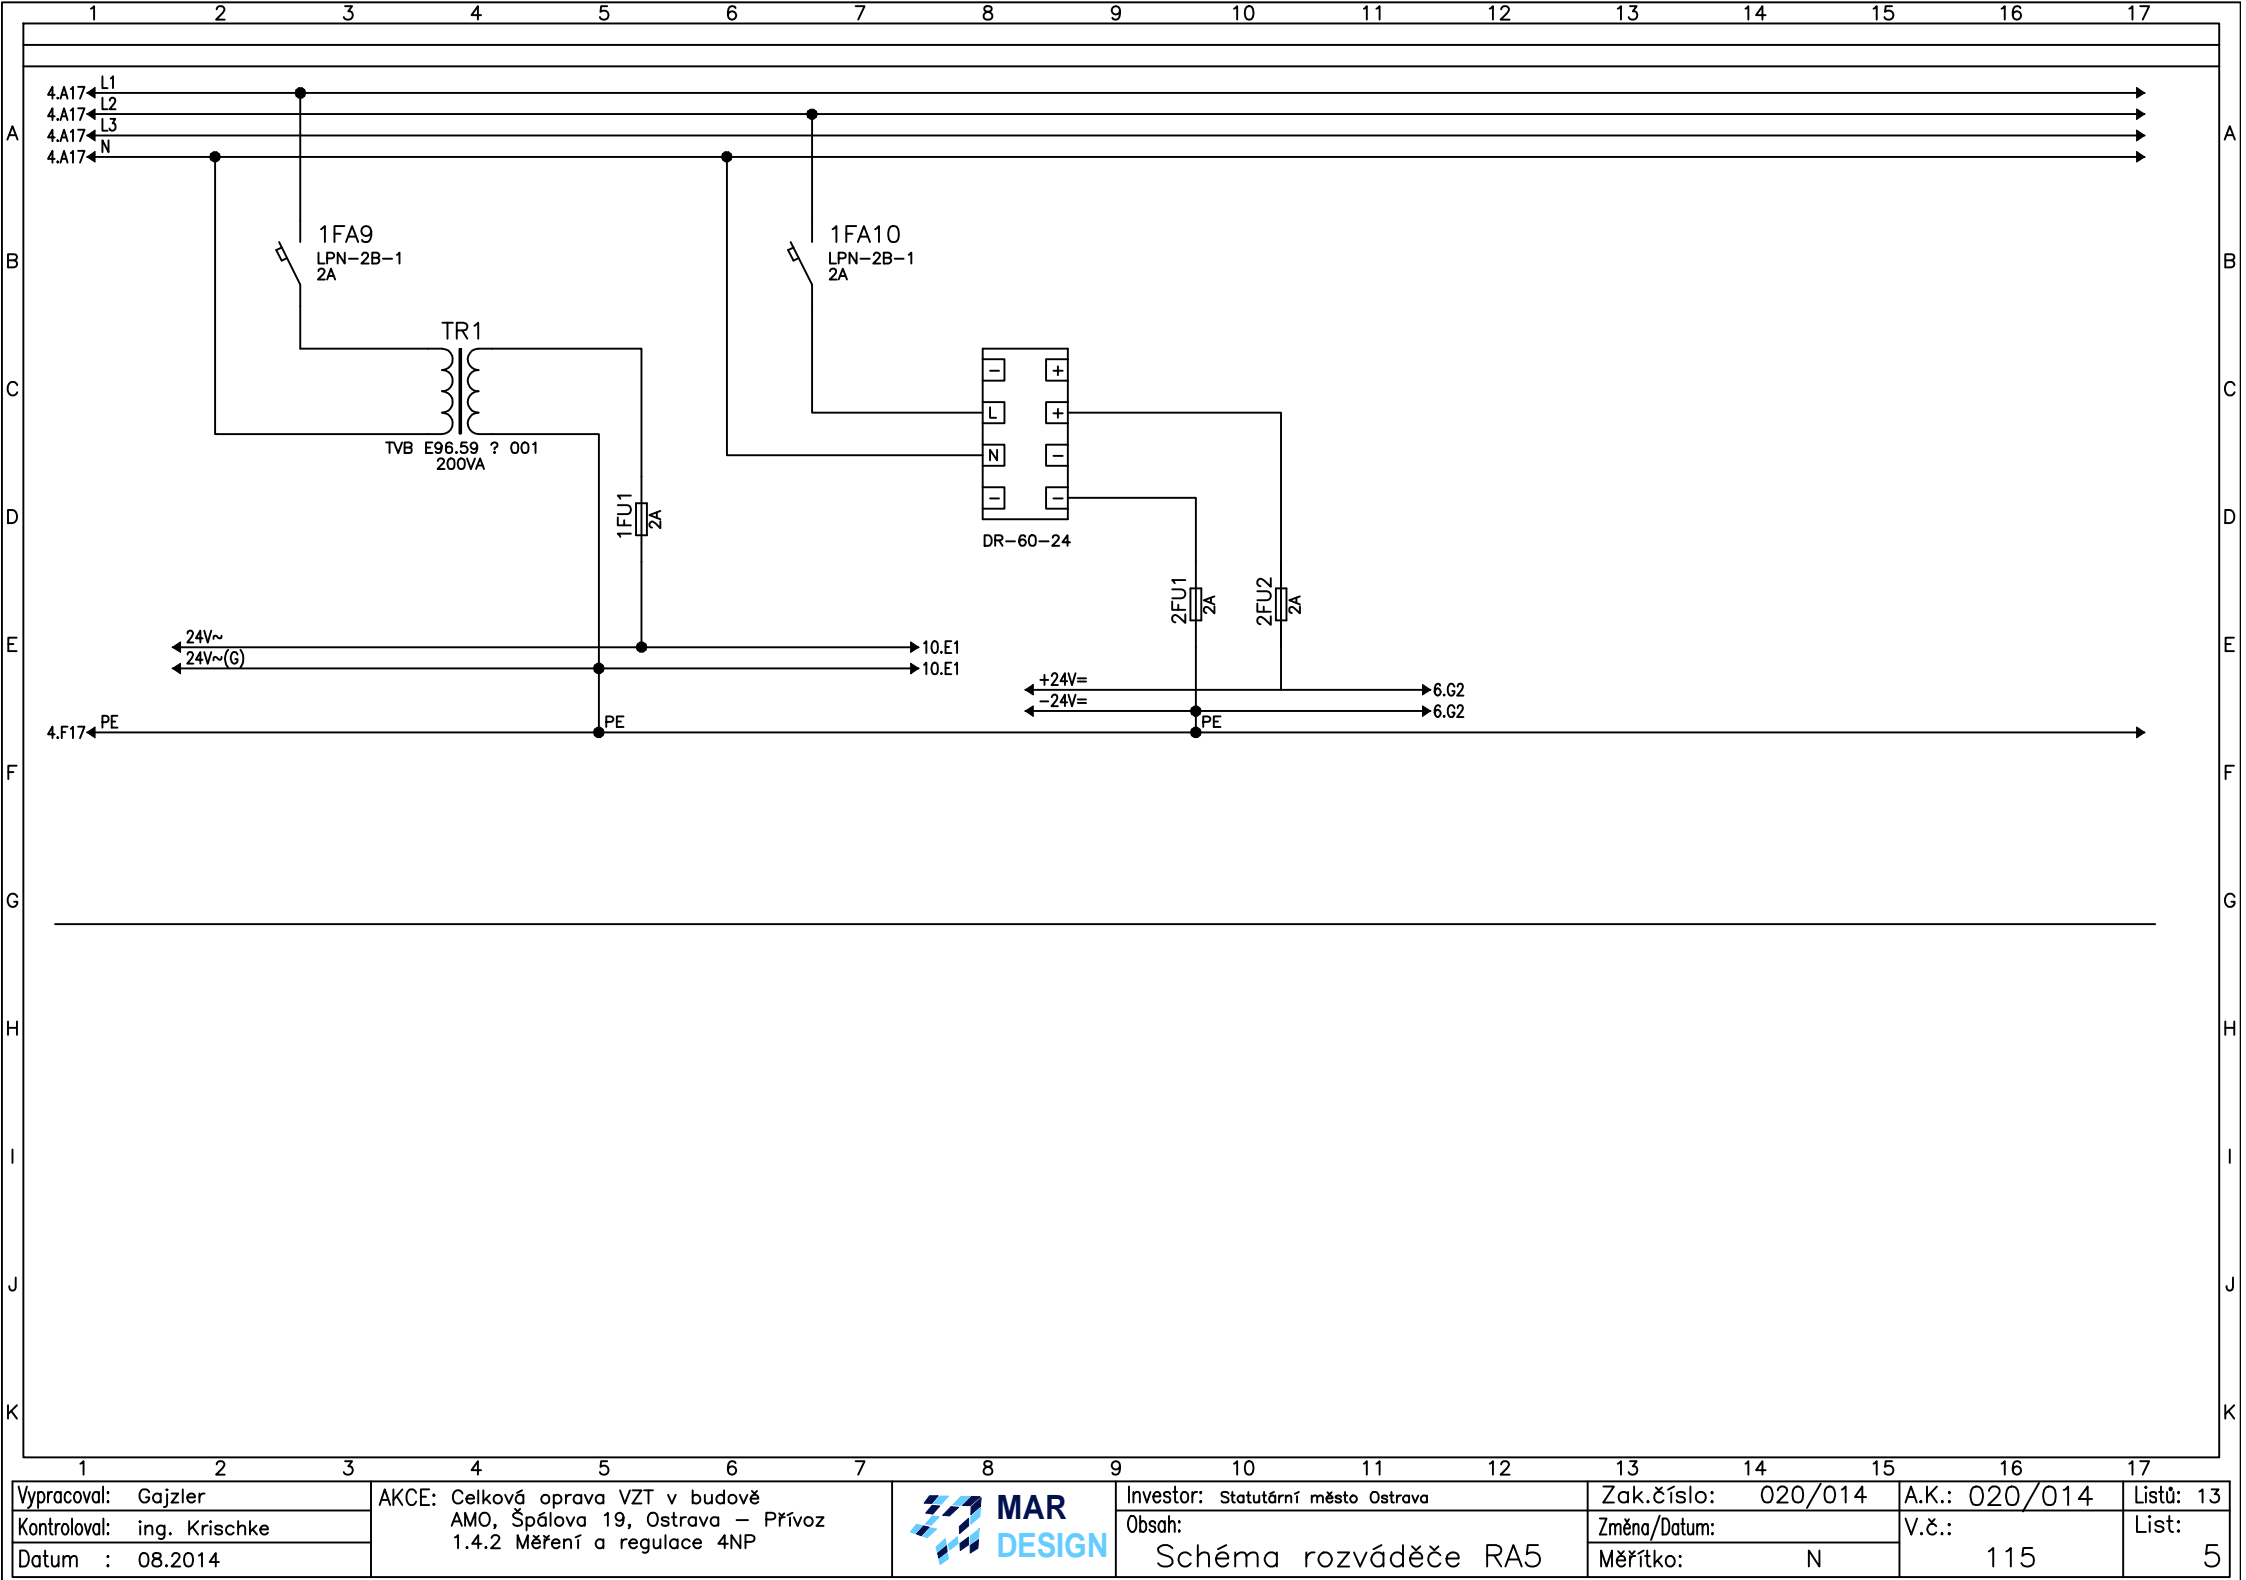 1 2 3 4 5 6 7 8 9 10 11 12 13 14 15 16 17
4.A17 L1
4.A17 L2
A 4.A17 L3 A
4.A17 N
1FA9 1FA10
B LPN-2B-1 LPN-2B-1 B
2A 2A
TR1
- +
C C
L +
TVB E96.59 ? 001 N -
200VA
- -
D 1FU1 2A D
DR-60-24
2FU1 2A 2FU2 2A
24V~
E 10.E1 E
24V~(G) 10.E1
+24V= 6.G2
-24V= 6.G2
4.F17 PE PE PE
F F
G G
H H
I I
J J
K K
1 2 3 4 5 6 7 8 9 10 11 12 13 14 15 16 17
Vypracoval: Gajzler
Kontroloval: ing. Krischke
Datum : 08.2014
AKCE: Celková oprava VZT v budově
AMO, Špálova 19, Ostrava – Přívoz
1.4.2 Měření a regulace 4NP
MAR
DESIGN
Investor: Statutární město Ostrava
Obsah:
Schéma rozváděče RA5
Zak.číslo: 020/014
Změna/Datum:
Měřítko: N
A.K.: 020/014
V.č.:
115
Listů: 13
List:
5